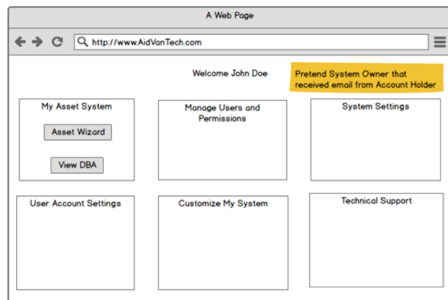 A Web Page
http://www.AidVanTech.com
Welcome John Doe
Pretend System Owner that
received email from Account Holder
My Asset System
Asset Wizard
View DBA
Manage Users and
Permissions
System Settings
User Account Settings
Customize My System
Technical Support